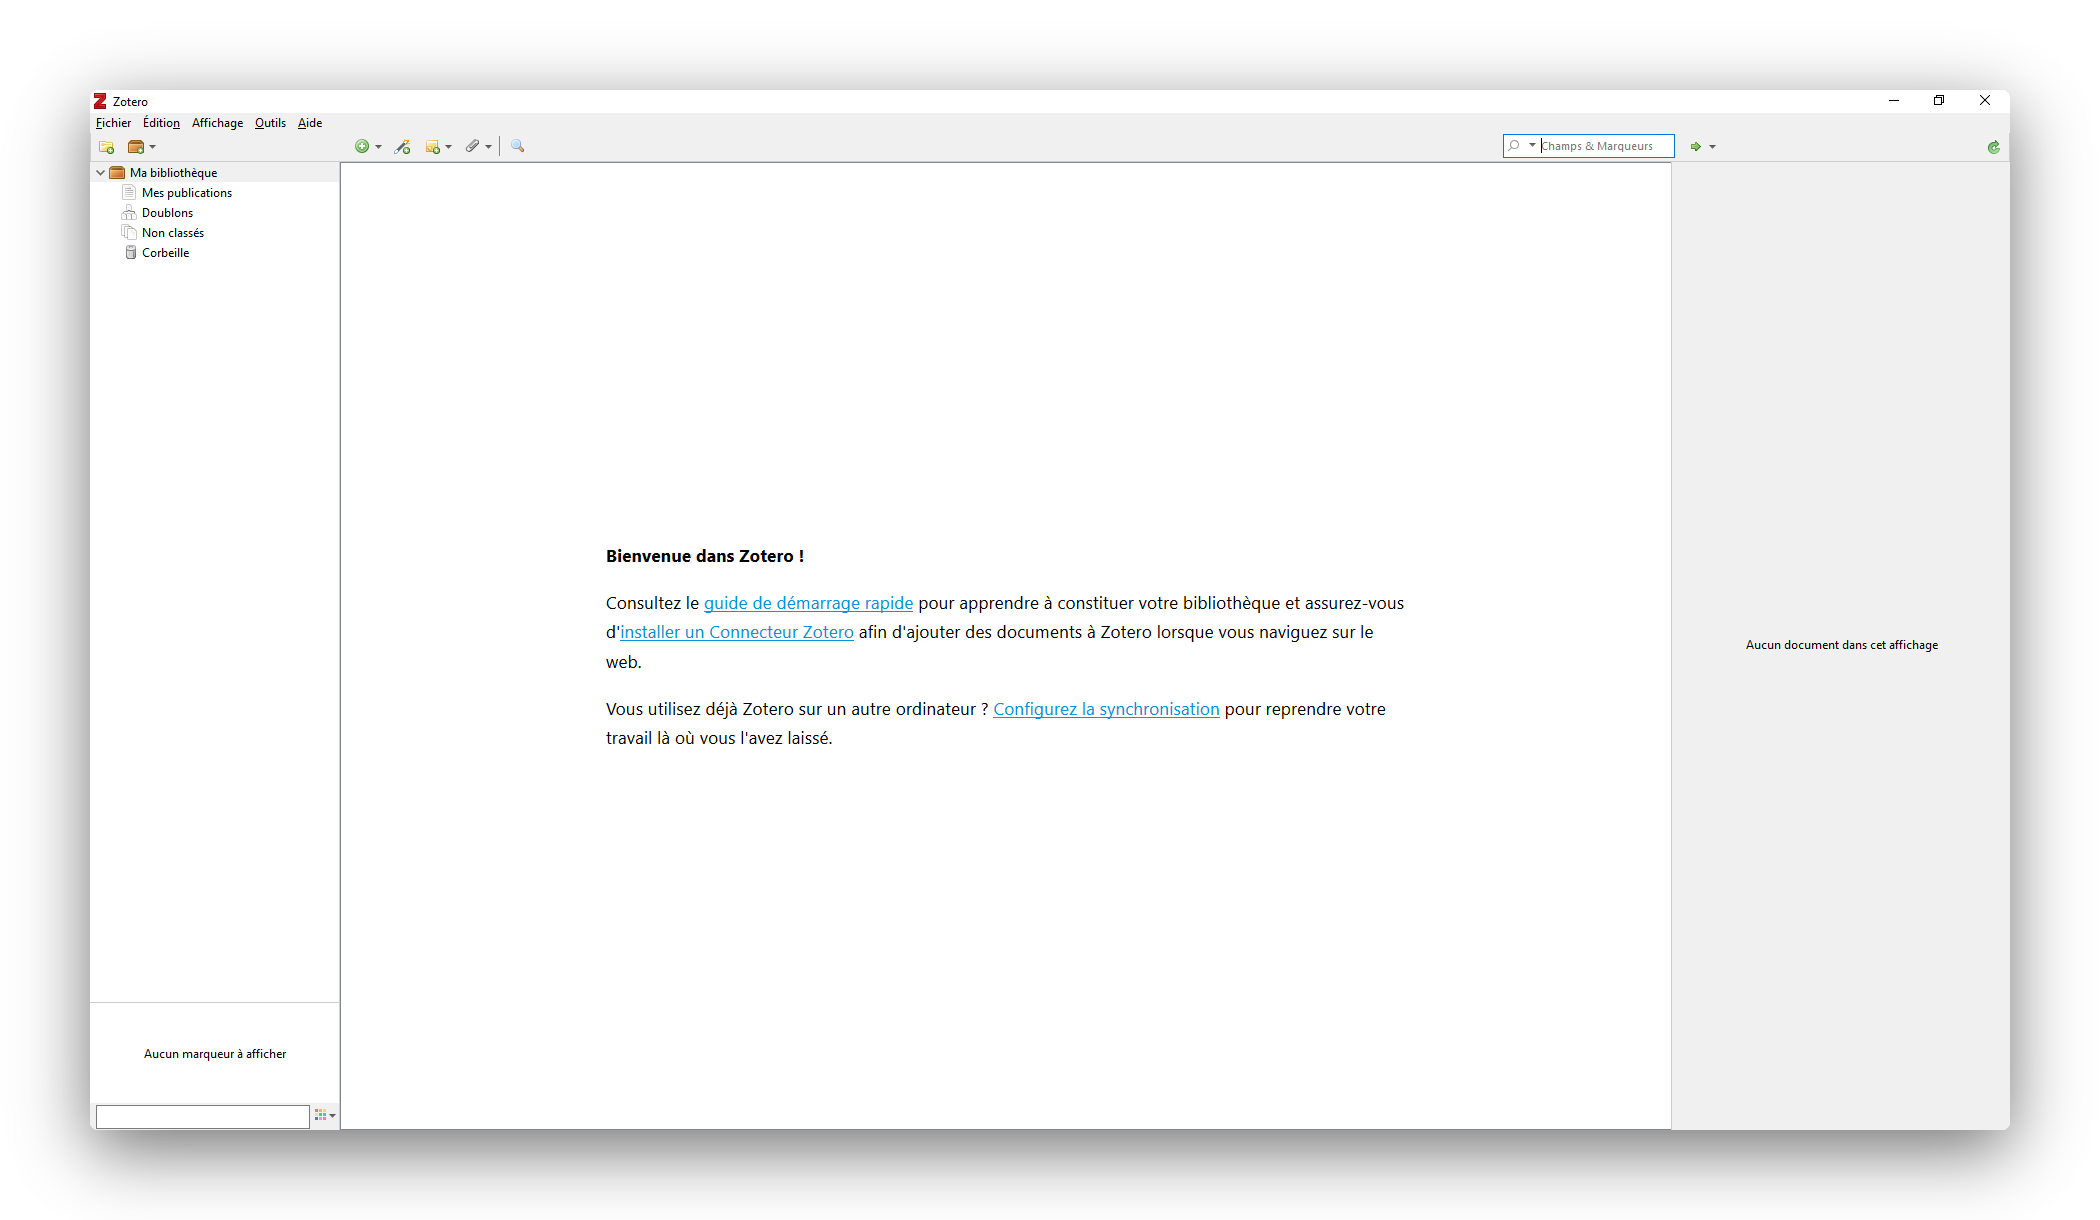 Zotero
Fichier Édition Affichage Outils Aide
Champs & Marqueurs
Ma bibliothèque
Mes publications
Doublons
Non classés
Corbeille
Bienvenue dans Zotero !
Consultez le guide de démarrage rapide pour apprendre à constituer votre bibliothèque et assurez-vous
d'installer un Connecteur Zotero afin d'ajouter des documents à Zotero lorsque vous naviguez sur le
web.
Vous utilisez déjà Zotero sur un autre ordinateur ? Configurez la synchronisation pour reprendre votre
travail là où vous l'avez laissé.
Aucun document dans cet affichage
Aucun marqueur à afficher